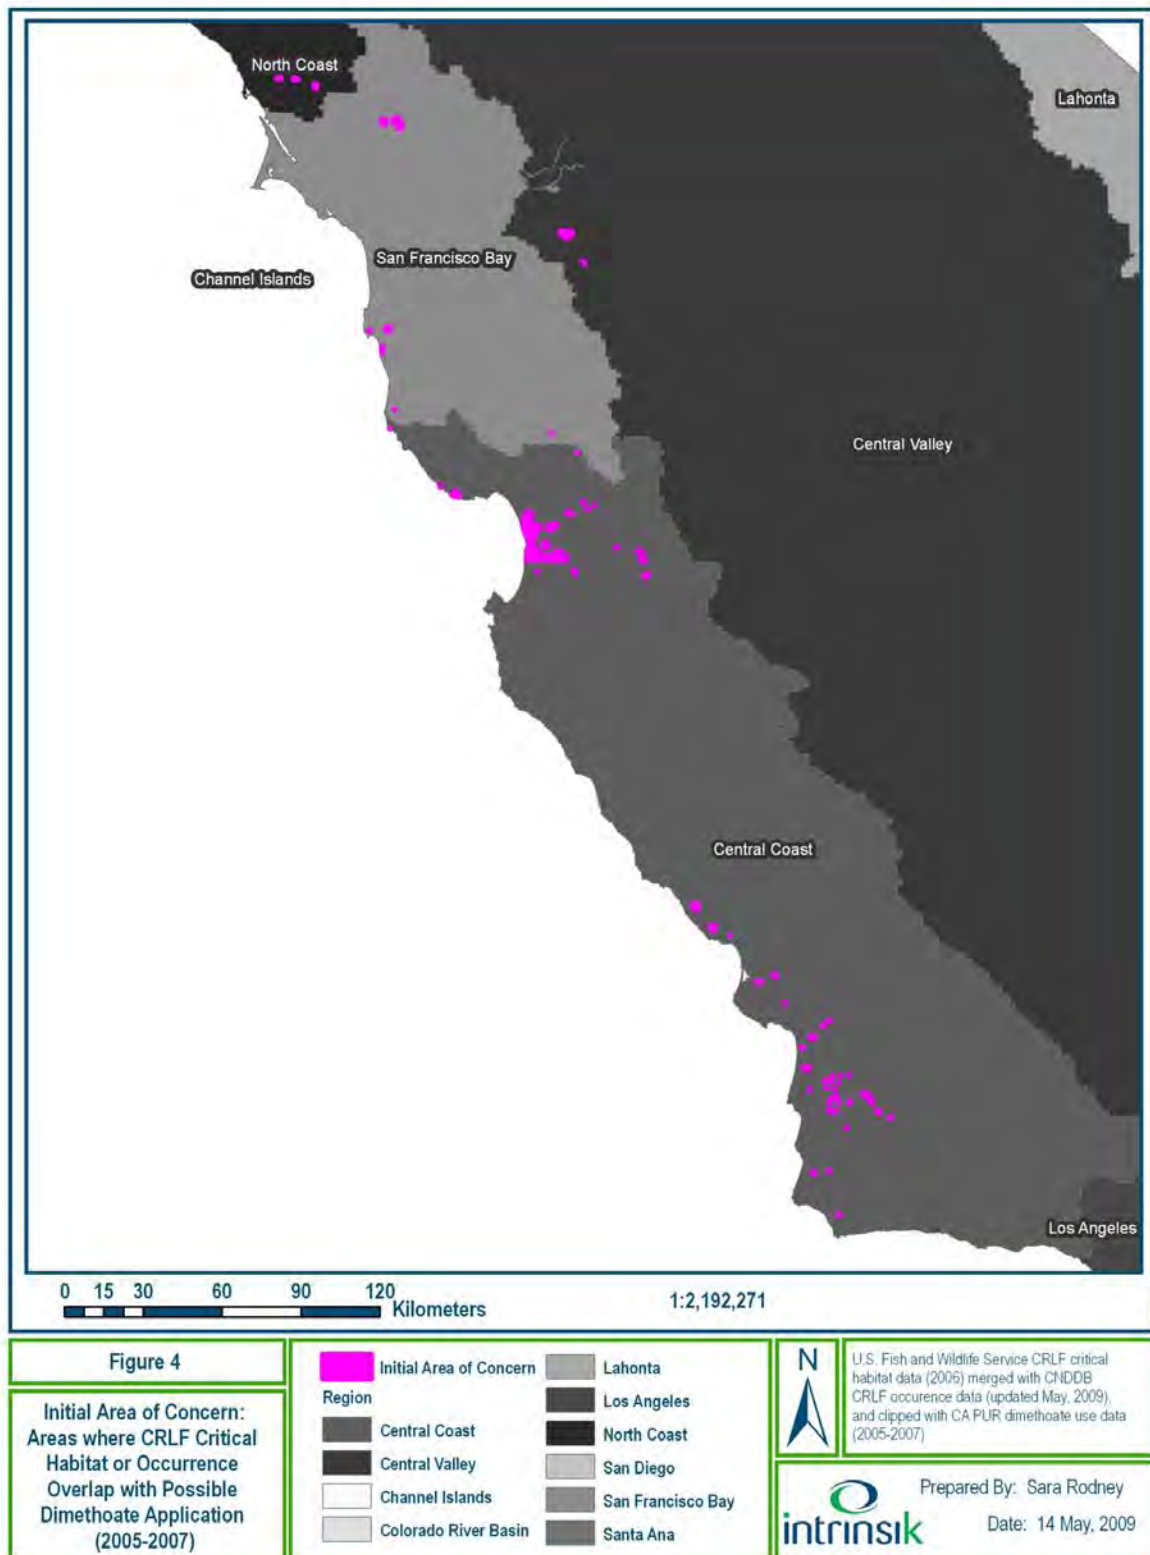 North Coast
Lahonta
San Francisco Bay
Channel Islands
Central Valley
Central Coast
Los Angeles
0 15 30 60 90 120
Kilometers
1:2,192,271
Figure 4
Initial Area of Concern:
Areas where CRLF Critical
Habitat or Occurrence
Overlap with Possible
Dimethoate Application
(2005-2007)
Initial Area of Concern
Region
Central Coast
Central Valley
Channel Islands
Colorado River Basin
Lahonta
Los Angeles
North Coast
San Diego
San Francisco Bay
Santa Ana
N
U.S. Fish and Wildlife Service CRLF critical
habitat data (2006) merged with CNDDB
CRLF occurence data (updated May, 2009),
and clipped with CA PUR dimethoate use data
(2005-2007)
intrinsik
Prepared By: Sara Rodney
Date: 14 May, 2009